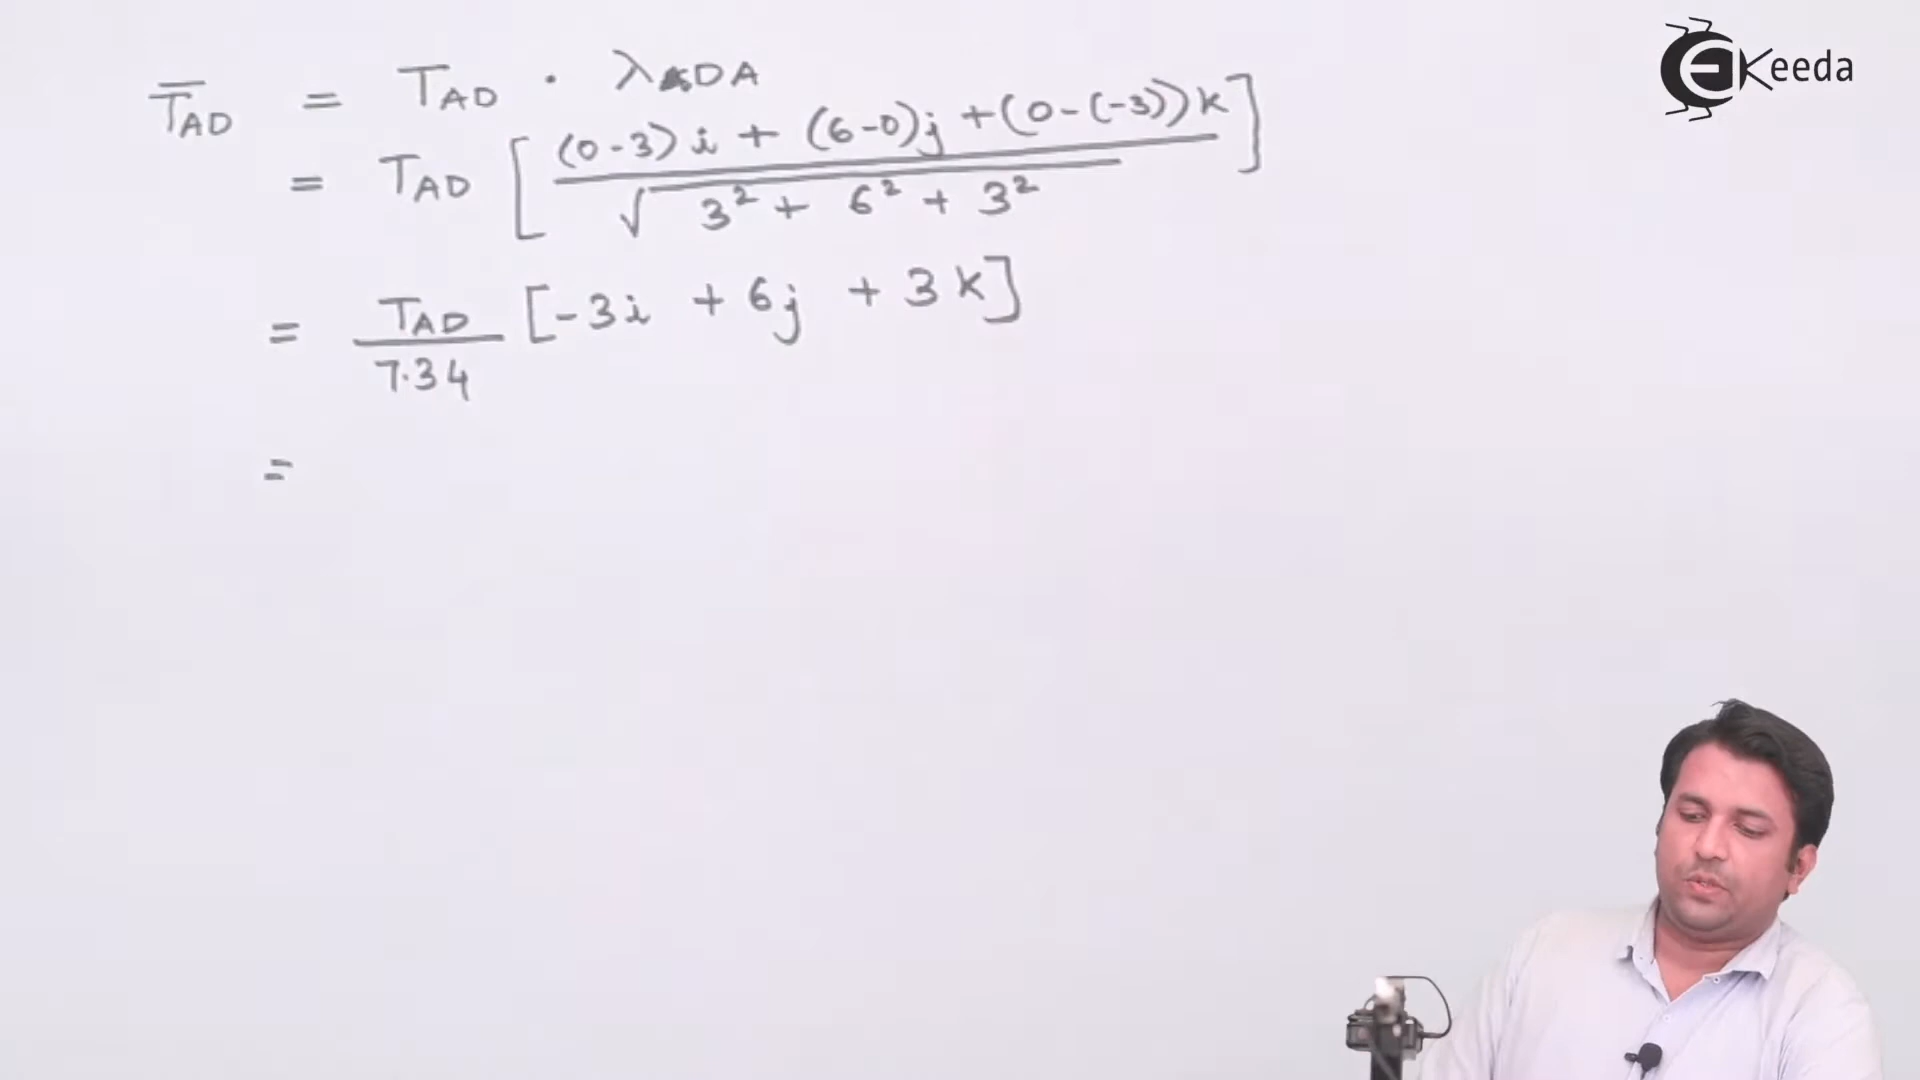 EKeeda
T̅AD = TAD · λDA
= TAD [(0-3)i + (6-0)j + (0-(-3))k] / √3² + 6² + 3²
= TAD / 7.34 [-3i + 6j + 3k]
=